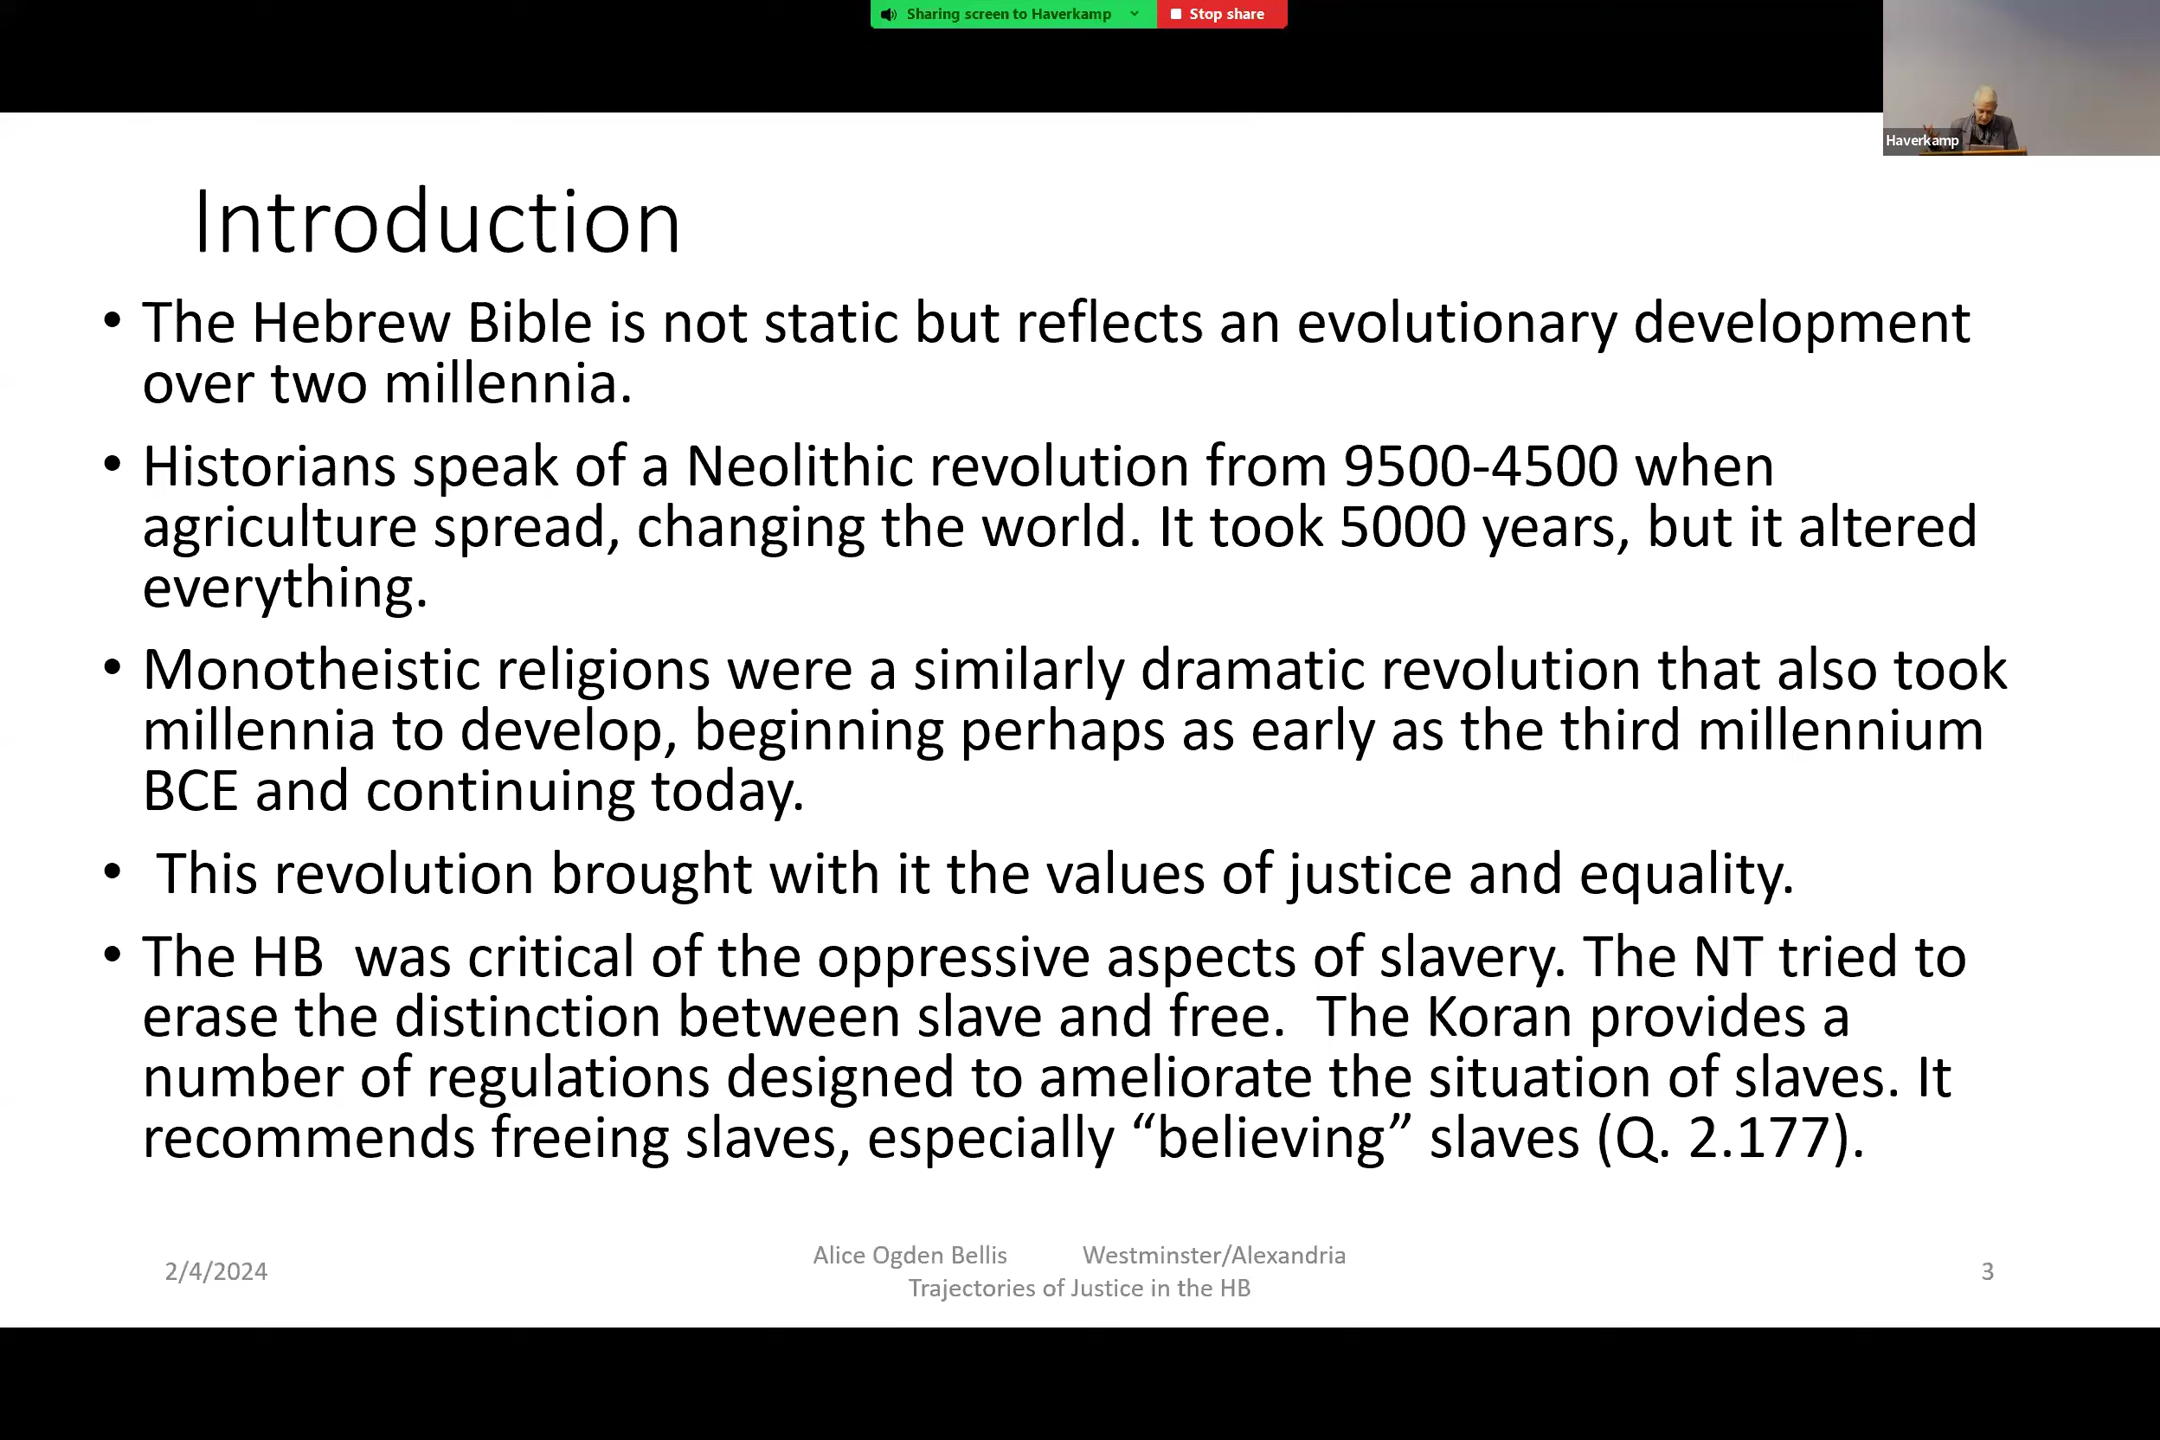 Sharing screen to Haverkamp
Stop share
Haverkamp
Introduction
• The Hebrew Bible is not static but reflects an evolutionary development
over two millennia.
• Historians speak of a Neolithic revolution from 9500-4500 when
agriculture spread, changing the world. It took 5000 years, but it altered
everything.
• Monotheistic religions were a similarly dramatic revolution that also took
millennia to develop, beginning perhaps as early as the third millennium
BCE and continuing today.
• This revolution brought with it the values of justice and equality.
• The HB  was critical of the oppressive aspects of slavery. The NT tried to
erase the distinction between slave and free.  The Koran provides a
number of regulations designed to ameliorate the situation of slaves. It
recommends freeing slaves, especially “believing” slaves (Q. 2.177).
2/4/2024
Alice Ogden Bellis Westminster/Alexandria
Trajectories of Justice in the HB
3